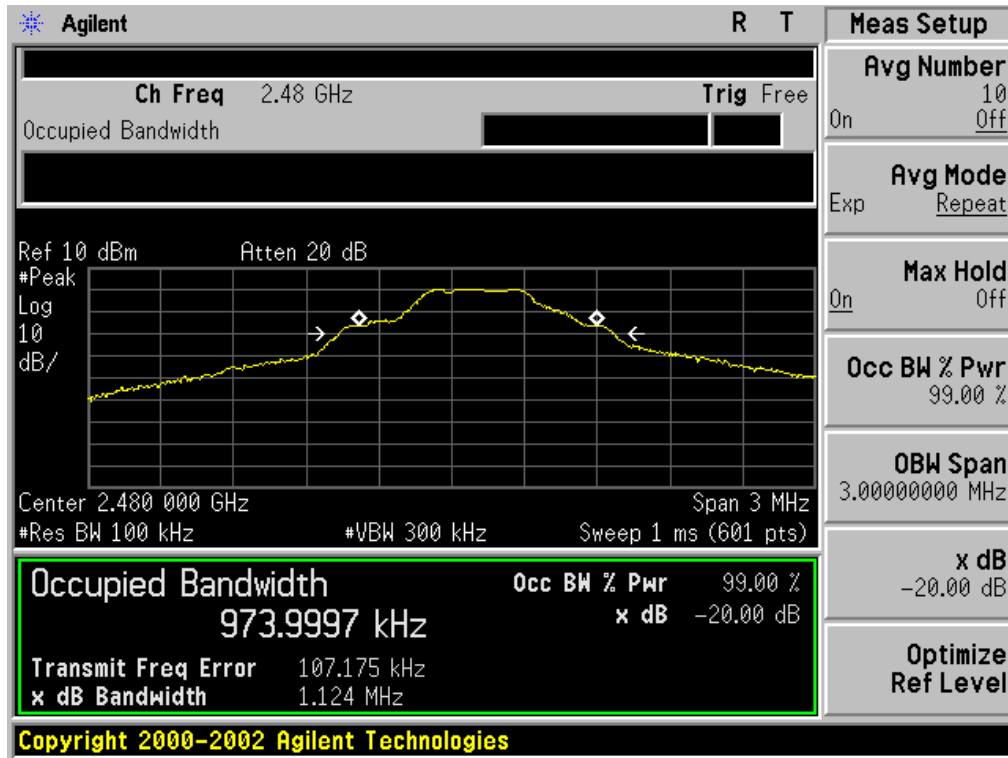 Agilent R T
Ch Freq 2.48 GHz Trig Free
Occupied Bandwidth
Ref 10 dBm Atten 20 dB
#Peak
Log
10
dB/
Center 2.480 000 GHz Span 3 MHz
#Res BW 100 kHz #VBW 300 kHz Sweep 1 ms (601 pts)
Occupied Bandwidth
973.9997 kHz
Occ BW % Pwr 99.00 %
x dB -20.00 dB
Transmit Freq Error 107.175 kHz
x dB Bandwidth 1.124 MHz
Copyright 2000-2002 Agilent Technologies
Meas Setup
Avg Number
10
On Off
Avg Mode
Exp Repeat
Max Hold
On Off
Occ BW % Pwr
99.00 %
OBW Span
3.00000000 MHz
x dB
-20.00 dB
Optimize
Ref Level